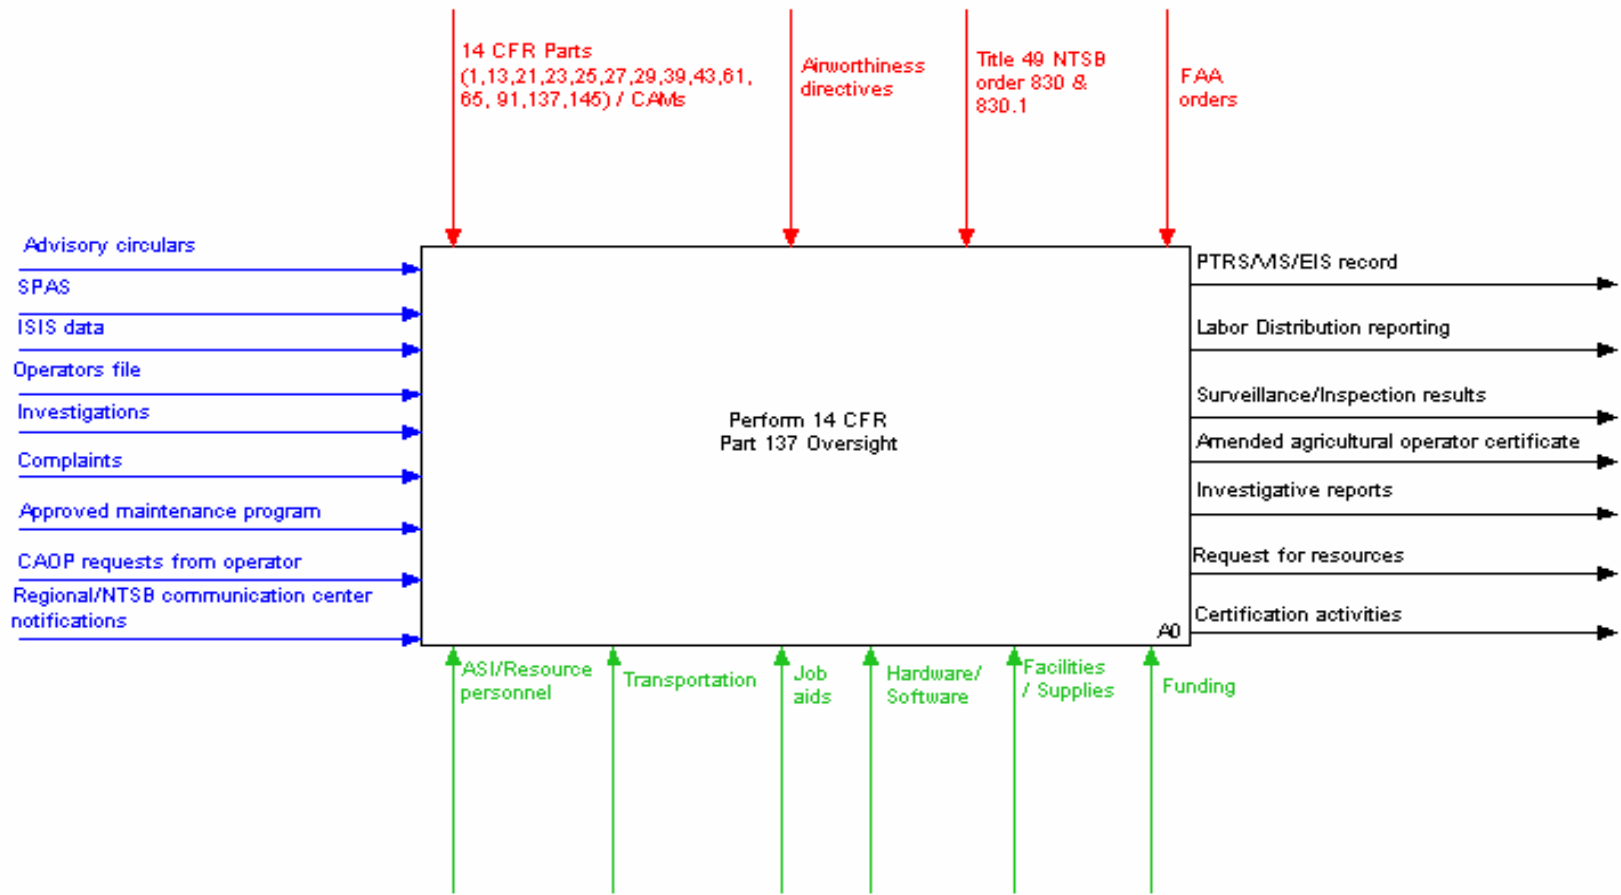 14 CFR Parts
(1,13,21,23,25,27,29,39,43,61,
65, 91,137,145) / CAMs
Airworthiness
directives
Title 49 NTSB
order 830 &
830.1
FAA
orders
Advisory circulars
SPAS
ISIS data
Operators file
Investigations
Complaints
Approved maintenance program
CAOP requests from operator
Regional/NTSB communication center
notifications
Perform 14 CFR
Part 137 Oversight
A0
PTRS/VIS/EIS record
Labor Distribution reporting
Surveillance/Inspection results
Amended agricultural operator certificate
Investigative reports
Request for resources
Certification activities
ASI/Resource
personnel
Transportation
Job
aids
Hardware/
Software
Facilities
/ Supplies
Funding